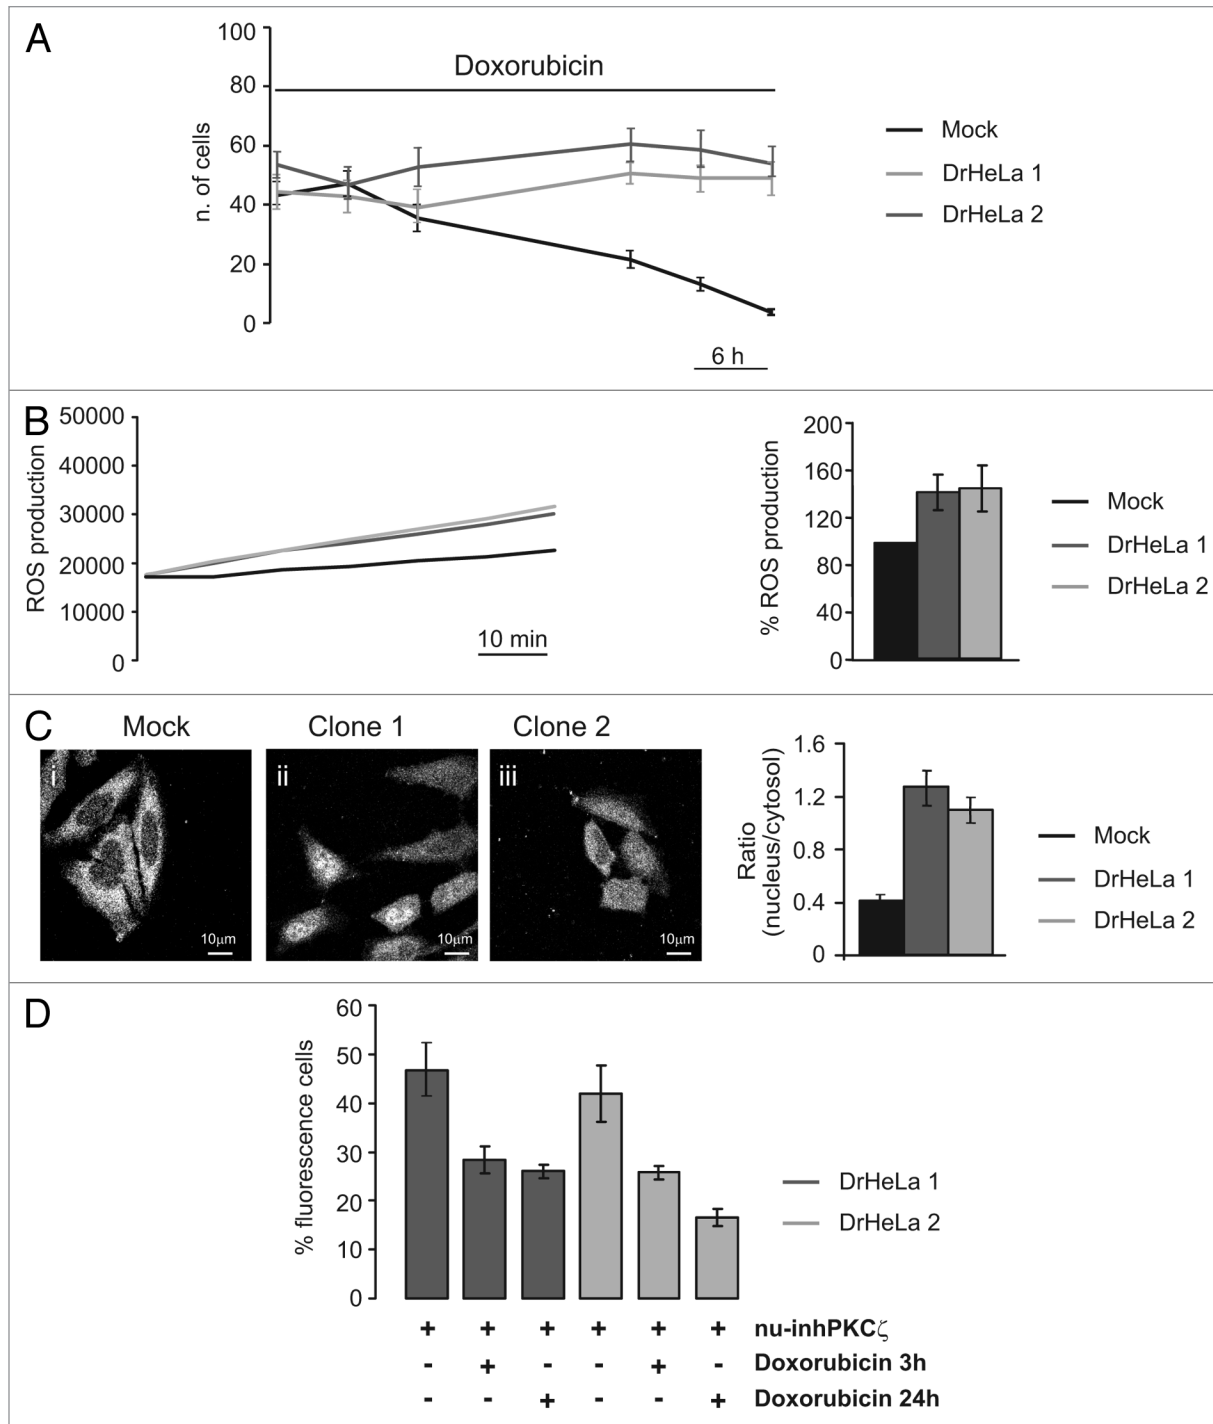 A
Doxorubicin
n. of cells
100
80
60
40
20
0
6 h
Mock
DrHeLa 1
DrHeLa 2
B
ROS production
50000
40000
30000
20000
10000
0
10 min
% ROS production
200
160
120
80
40
0
Mock
DrHeLa 1
DrHeLa 2
C
Mock
Clone 1
Clone 2
i
ii
iii
10µm
10µm
10µm
Ratio
(nucleus/cytosol)
1.6
1.2
0.8
0.4
0
Mock
DrHeLa 1
DrHeLa 2
D
% fluorescence cells
60
50
40
30
20
10
0
DrHeLa 1
DrHeLa 2
+ + + + + + nu-inhPKCζ
- + - - + - Doxorubicin 3h
- - + - - + Doxorubicin 24h